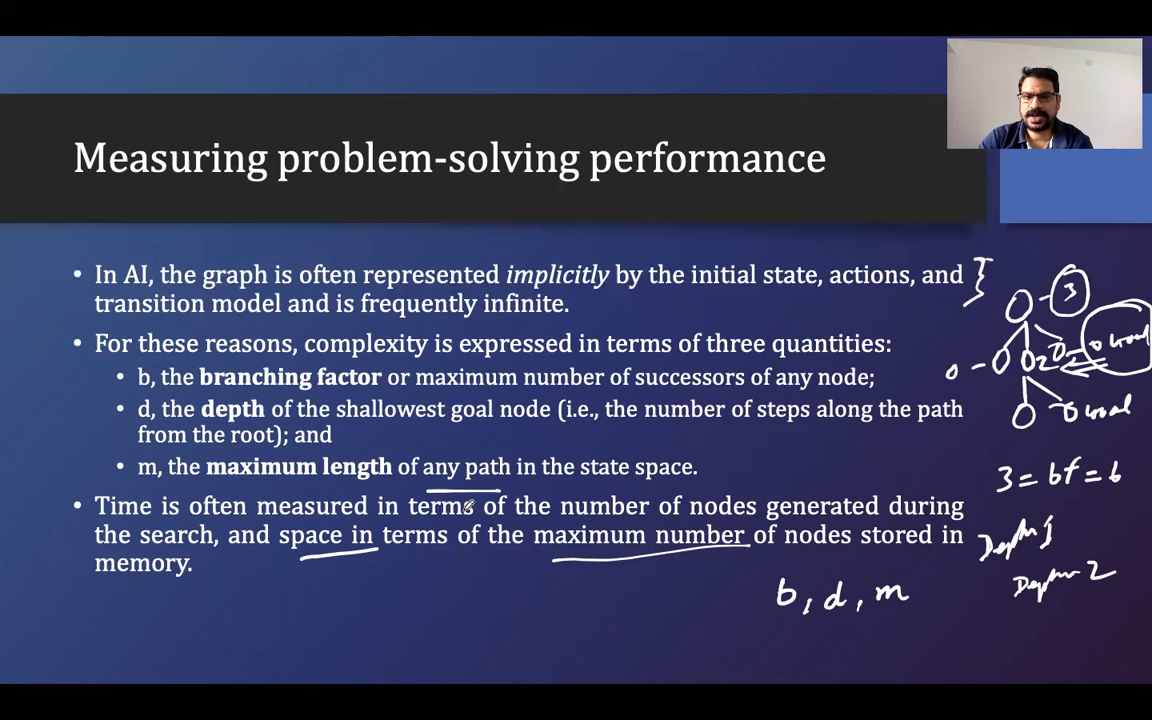 Measuring problem-solving performance
• In AI, the graph is often represented implicitly by the initial state, actions, and
transition model and is frequently infinite.
• For these reasons, complexity is expressed in terms of three quantities:
• b, the branching factor or maximum number of successors of any node;
• d, the depth of the shallowest goal node (i.e., the number of steps along the path
from the root); and
• m, the maximum length of any path in the state space.
• Time is often measured in terms of the number of nodes generated during
the search, and space in terms of the maximum number of nodes stored in
memory.
3
0
2
0 Goal
Goal
3 = bf = b
Depth 1
Depth 2
b, d, m